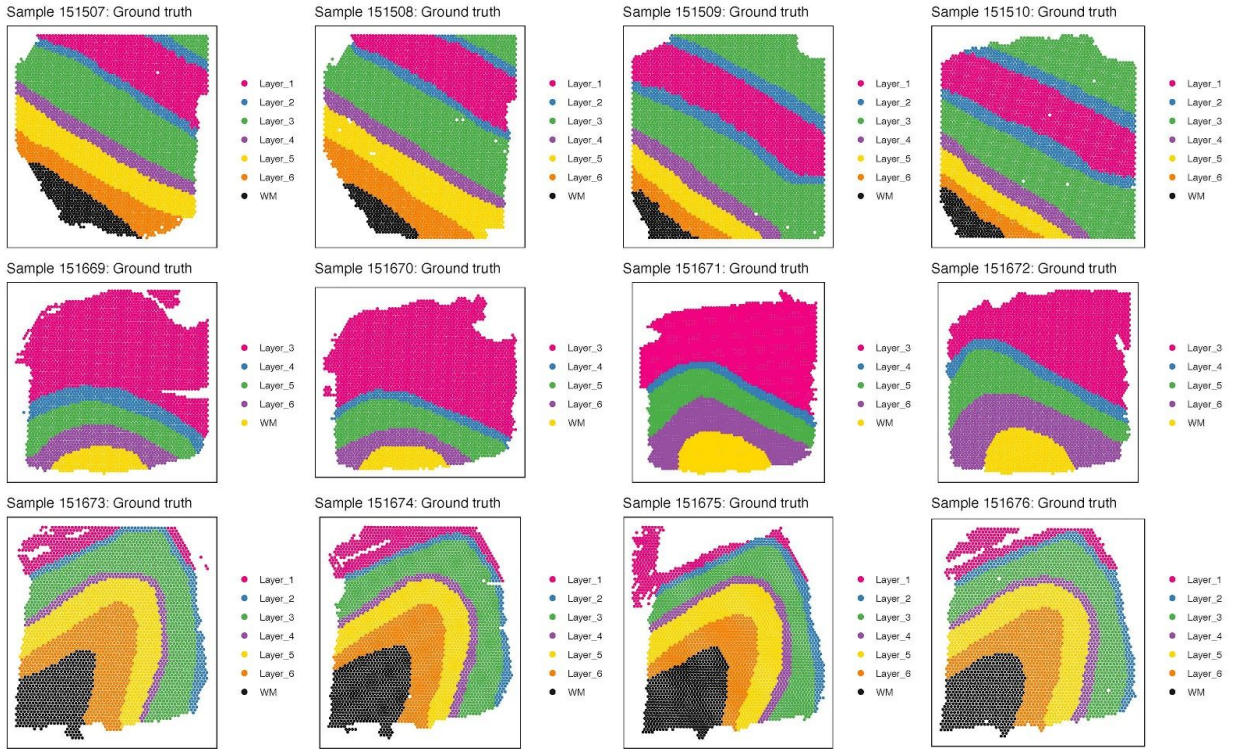 Sample 151507: Ground truth
Layer_1
Layer_2
Layer_3
Layer_4
Layer_5
Layer_6
WM
Sample 151508: Ground truth
Layer_1
Layer_2
Layer_3
Layer_4
Layer_5
Layer_6
WM
Sample 151509: Ground truth
Layer_1
Layer_2
Layer_3
Layer_4
Layer_5
Layer_6
WM
Sample 151510: Ground truth
Layer_1
Layer_2
Layer_3
Layer_4
Layer_5
Layer_6
WM
Sample 151669: Ground truth
Layer_3
Layer_4
Layer_5
Layer_6
WM
Sample 151670: Ground truth
Layer_3
Layer_4
Layer_5
Layer_6
WM
Sample 151671: Ground truth
Layer_3
Layer_4
Layer_5
Layer_6
WM
Sample 151672: Ground truth
Layer_3
Layer_4
Layer_5
Layer_6
WM
Sample 151673: Ground truth
Layer_1
Layer_2
Layer_3
Layer_4
Layer_5
Layer_6
WM
Sample 151674: Ground truth
Layer_1
Layer_2
Layer_3
Layer_4
Layer_5
Layer_6
WM
Sample 151675: Ground truth
Layer_1
Layer_2
Layer_3
Layer_4
Layer_5
Layer_6
WM
Sample 151676: Ground truth
Layer_1
Layer_2
Layer_3
Layer_4
Layer_5
Layer_6
WM